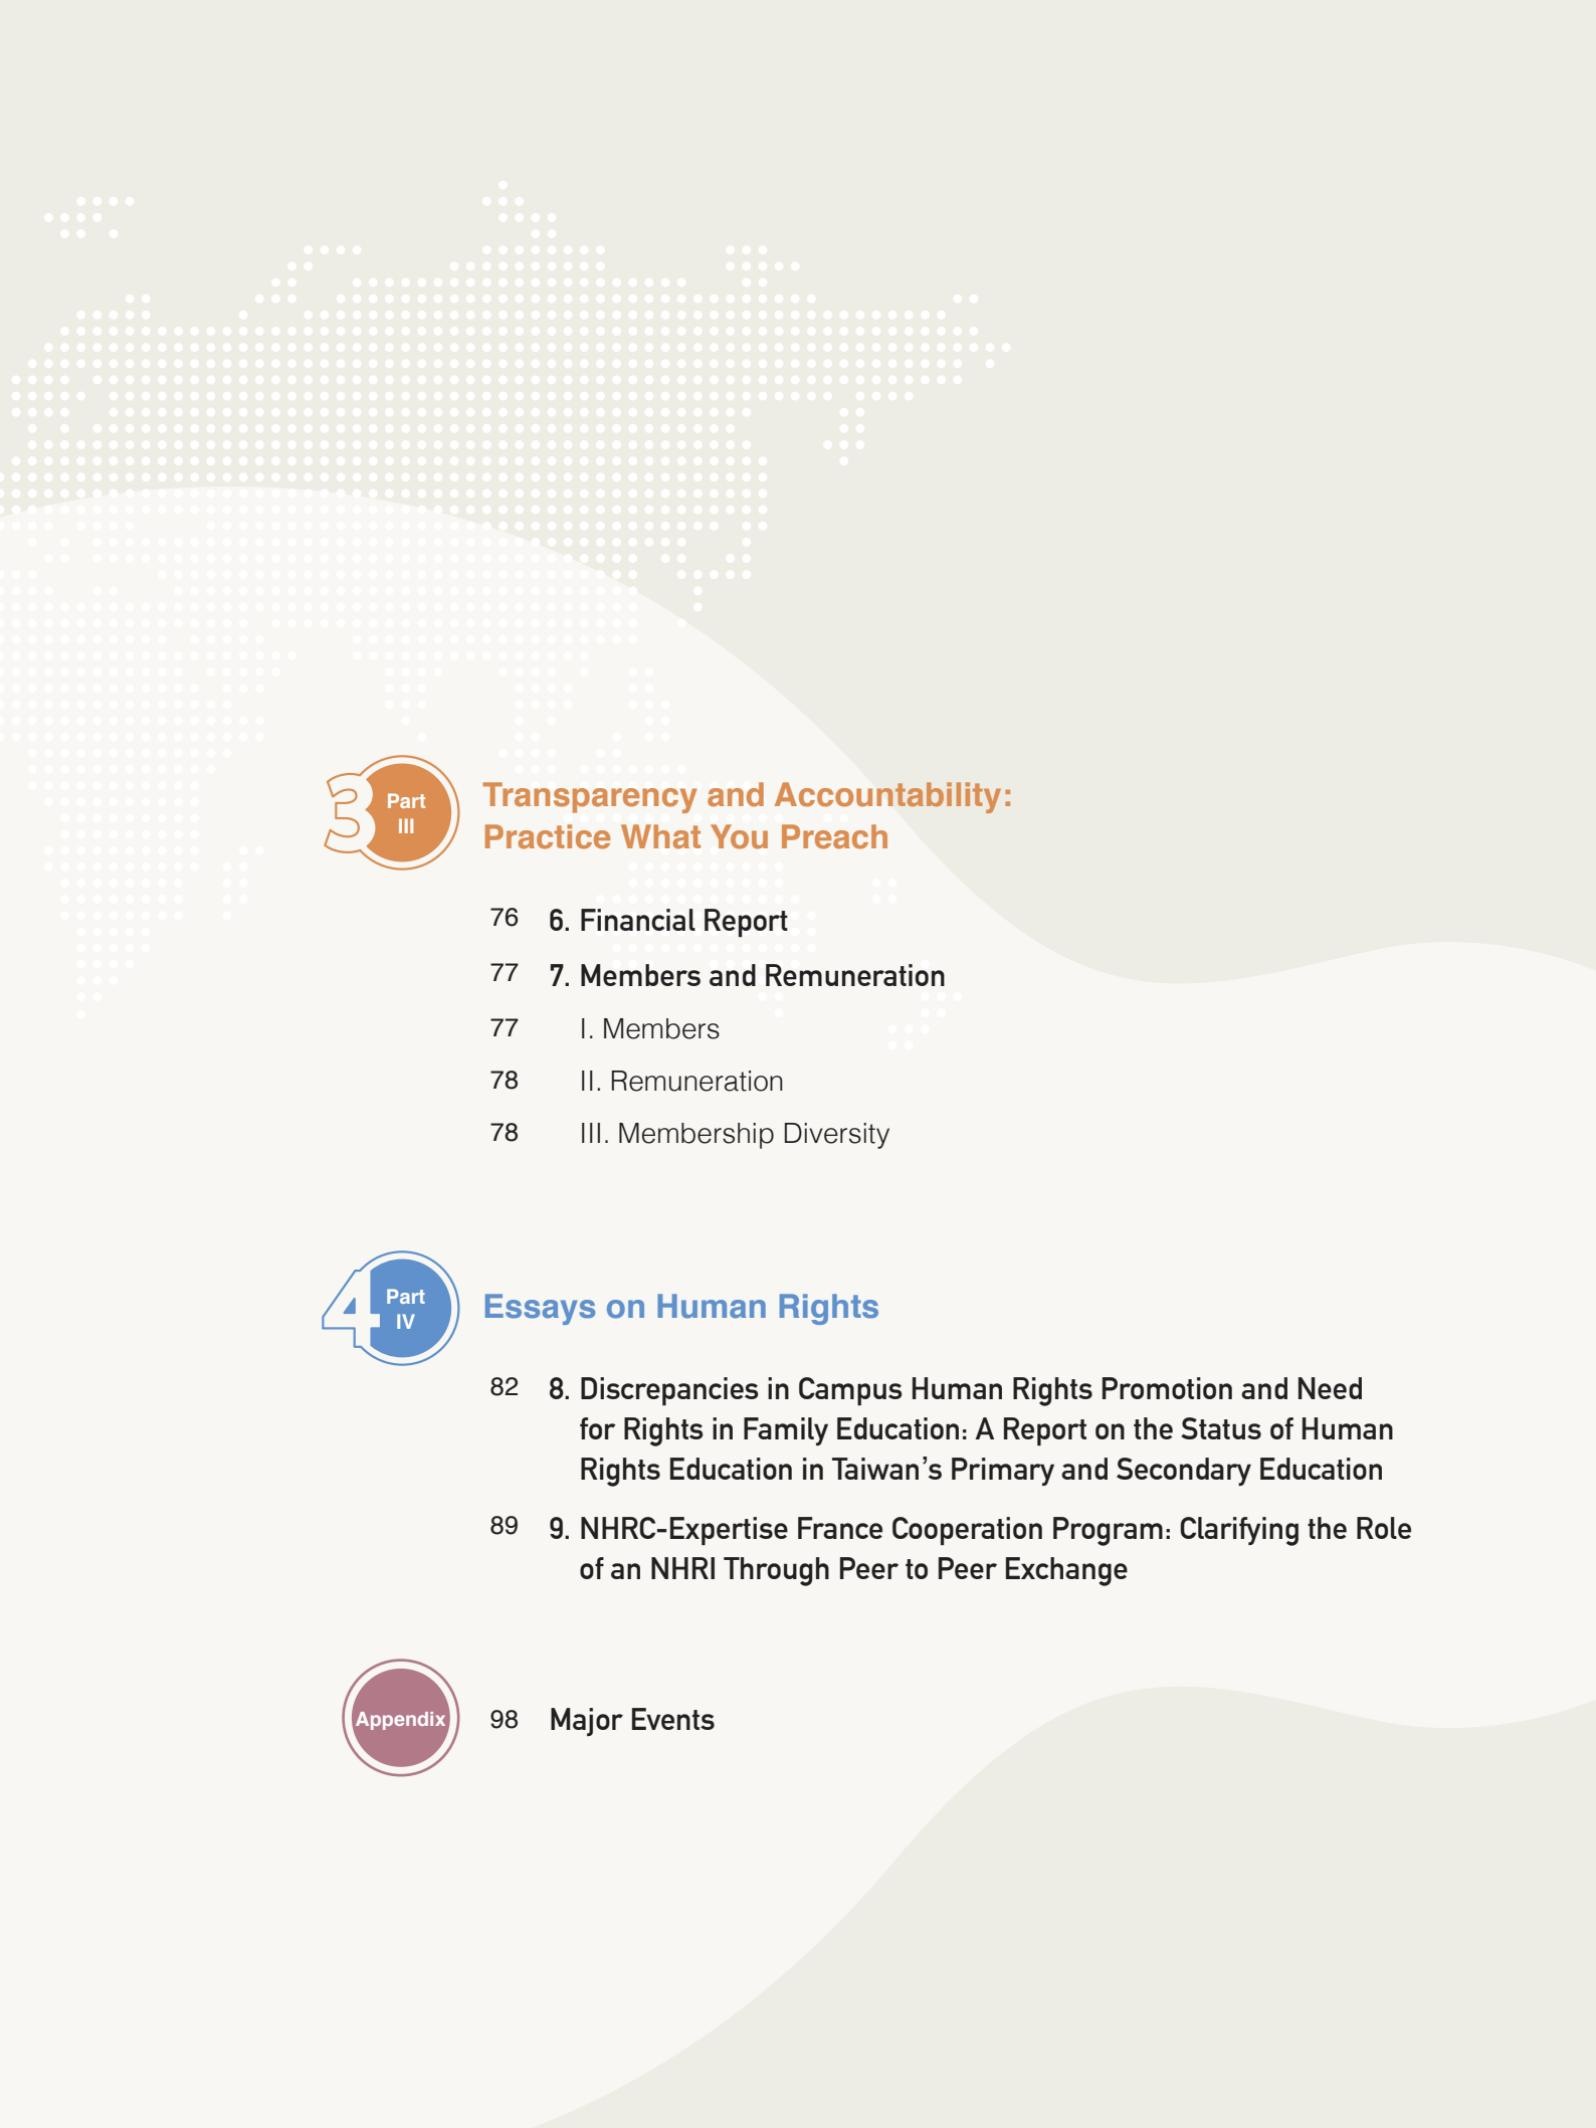 3 Part
III
Transparency and Accountability:
Practice What You Preach
76 6. Financial Report
77 7. Members and Remuneration
77 I. Members
78 II. Remuneration
78 III. Membership Diversity
4 Part
IV
Essays on Human Rights
82 8. Discrepancies in Campus Human Rights Promotion and Need
for Rights in Family Education: A Report on the Status of Human
Rights Education in Taiwan’s Primary and Secondary Education
89 9. NHRC-Expertise France Cooperation Program: Clarifying the Role
of an NHRI Through Peer to Peer Exchange
Appendix 98 Major Events